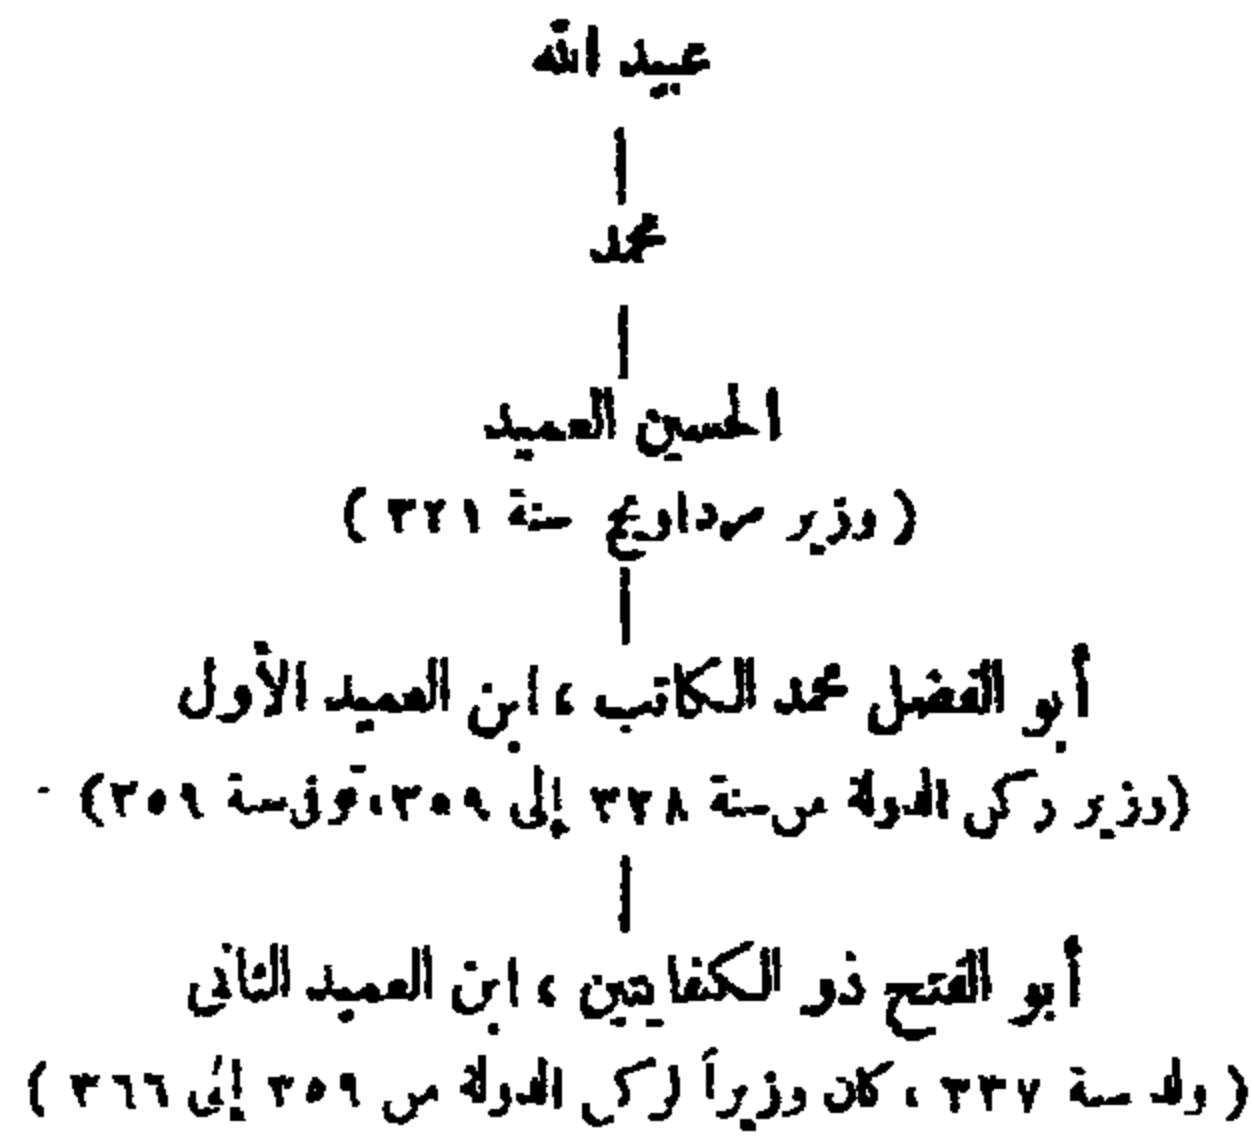 عبيد الله
محمد
الحسين العميد
( وزير مرداويج سنة ٣٢١ )
أبو الفضل محمد الكاتب ، ابن العميد الأول
(وزير ركن الدولة من سنة ٣٢٨ إلى ٣٥٩، توفى سنة ٣٥٩)
أبو الفتح ذو الكفايتين ، ابن العميد الثانى
( ولد سنة ٣٣٧ ، كان وزيراً لركن الدولة من ٣٥٩ إلى ٣٦٦ )